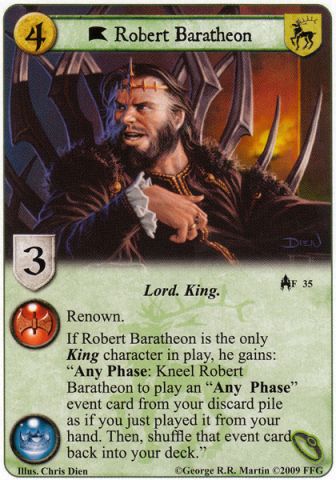 4
Robert Baratheon
DIEN
3
Lord. King.
F 35
Renown.
If Robert Baratheon is the only
King character in play, he gains:
“Any Phase: Kneel Robert
Baratheon to play an “Any Phase”
event card from your discard pile
as if you just played it from your
hand. Then, shuffle that event card
back into your deck.”
Illus. Chris Dien
©George R.R. Martin ©2009 FFG